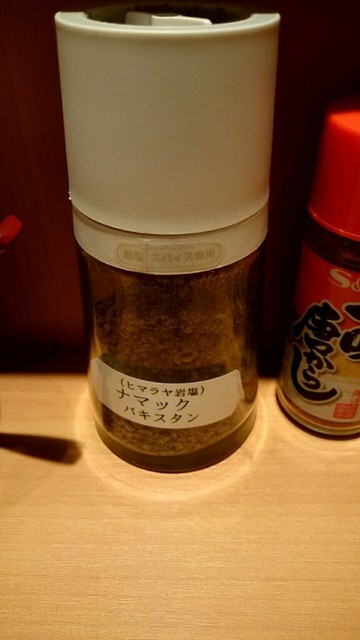 岩塩 スパイス専用
(ヒマラヤ岩塩)
ナマック
パキスタン
S&
唐がらし